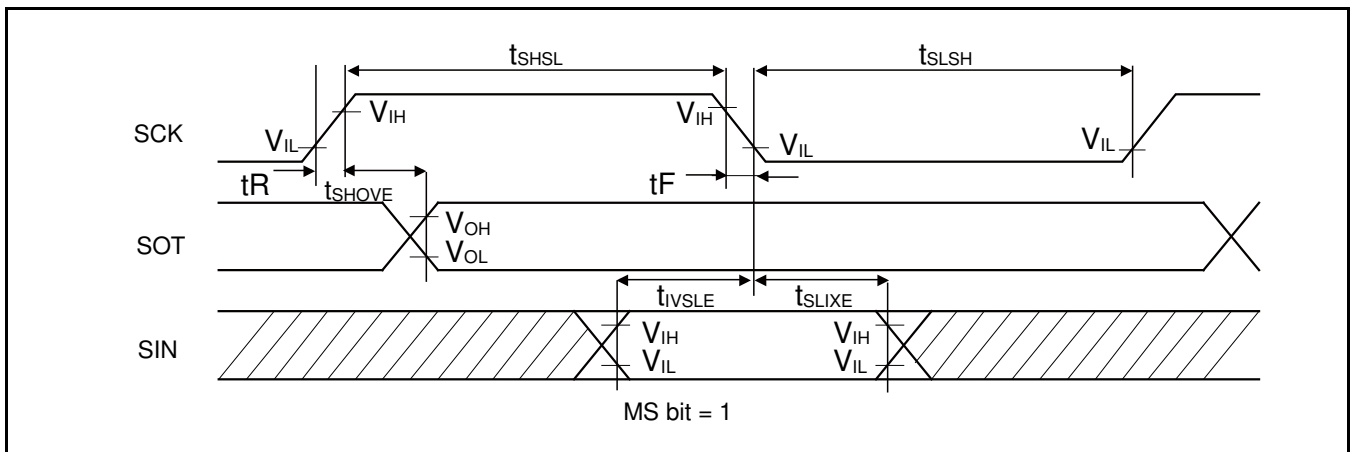 tSHSL
tSLSH
SCK
VIH
VIH
VIL
VIL
VIL
tR
tSHOVE
tF
SOT
VOH
VOL
tIVSLE
tSLIXE
SIN
VIH
VIH
VIL
VIL
MS bit = 1